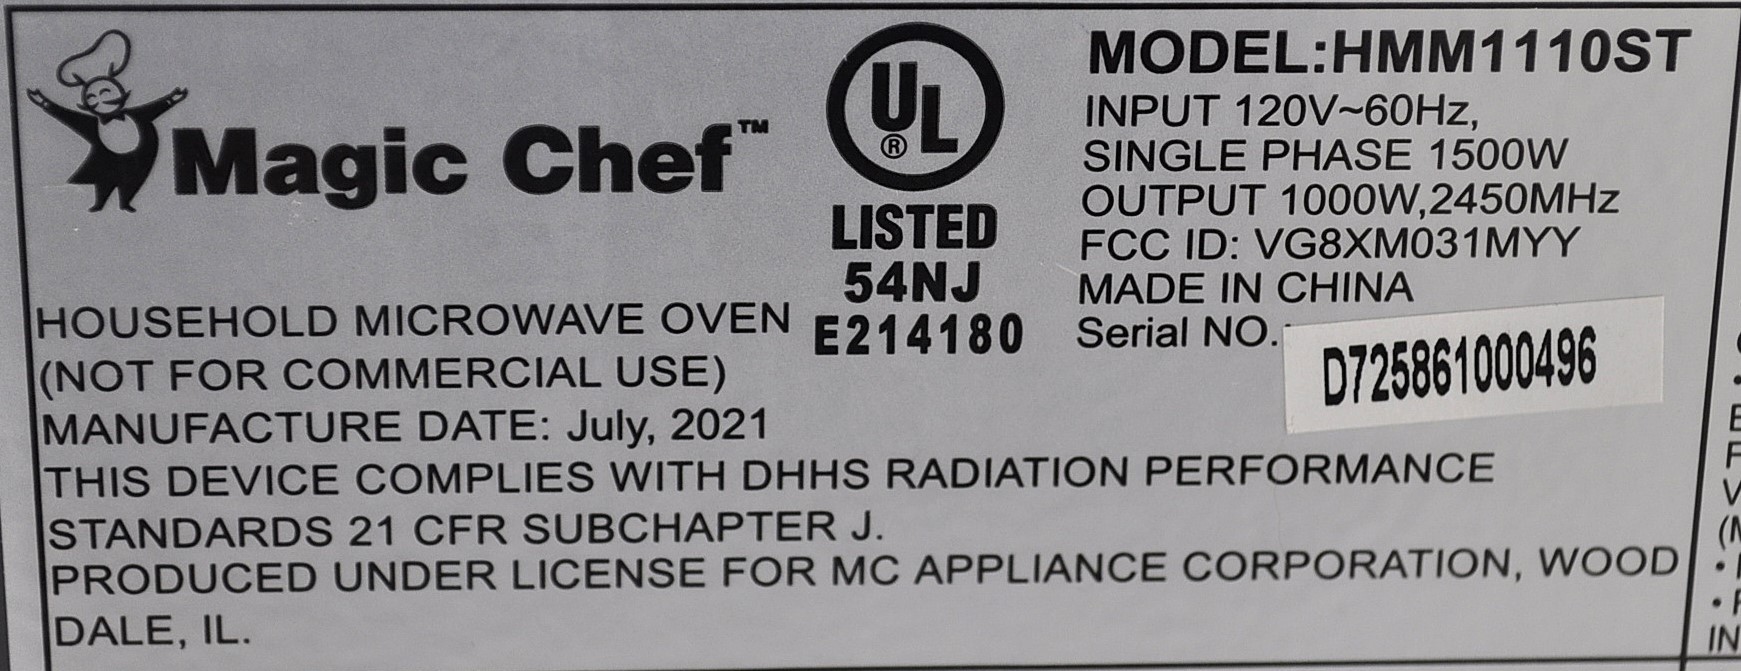 Magic Chef™
UL®
LISTED
54NJ
E214180
MODEL:HMM1110ST
INPUT 120V~60Hz,
SINGLE PHASE 1500W
OUTPUT 1000W,2450MHz
FCC ID: VG8XM031MYY
MADE IN CHINA
Serial NO.:
D725861000496
HOUSEHOLD MICROWAVE OVEN
(NOT FOR COMMERCIAL USE)
MANUFACTURE DATE: July, 2021
THIS DEVICE COMPLIES WITH DHHS RADIATION PERFORMANCE
STANDARDS 21 CFR SUBCHAPTER J.
PRODUCED UNDER LICENSE FOR MC APPLIANCE CORPORATION, WOOD
DALE, IL.